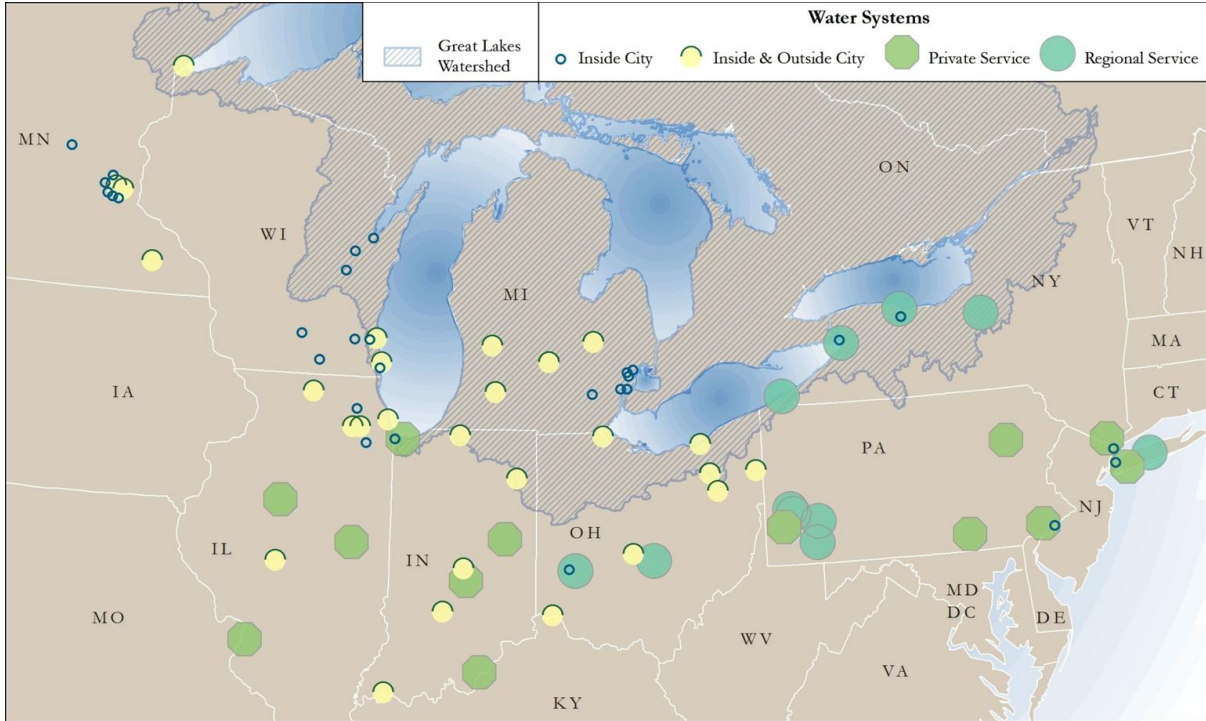 Water Systems
Great Lakes
Watershed
Inside City
Inside & Outside City
Private Service
Regional Service
MN
ON
VT
NH
WI
MI
NY
MA
CT
IA
PA
NJ
OH
IL
IN
MO
MD
DC
DE
WV
VA
KY